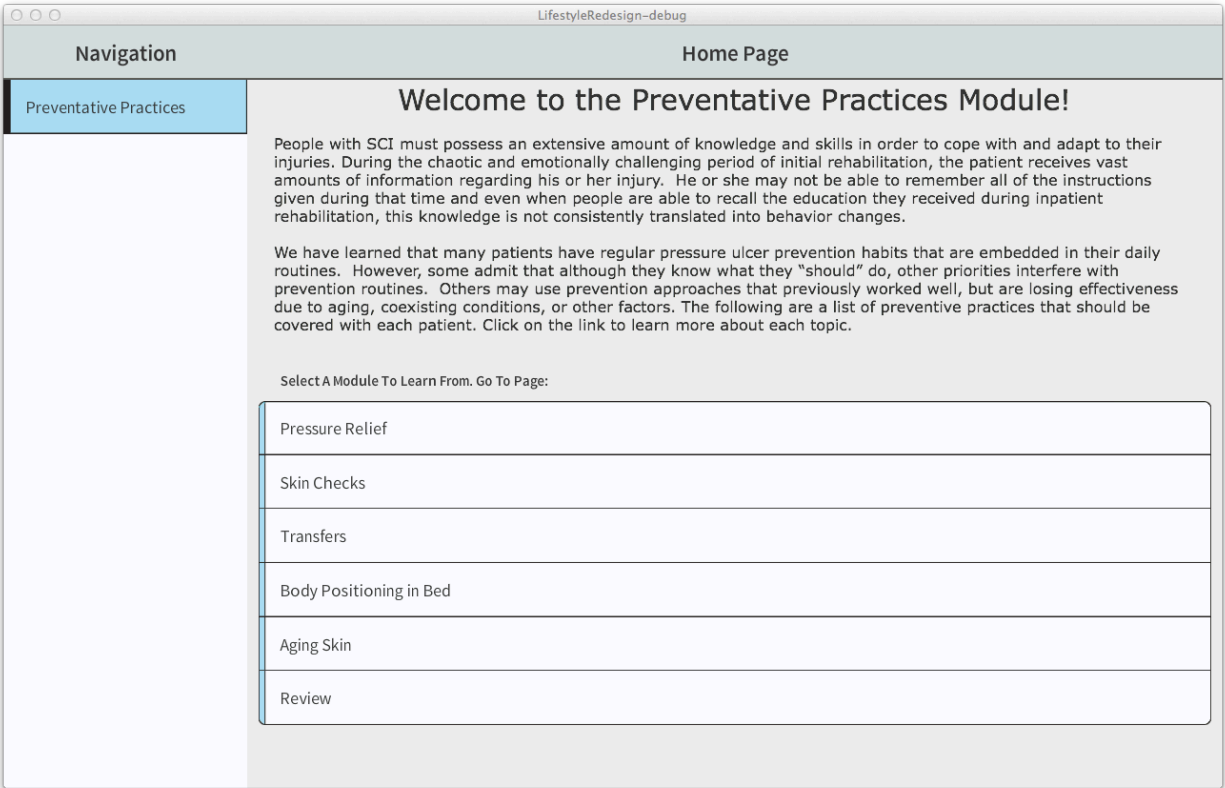 LifestyleRedesign-debug
Navigation
Home Page
Preventative Practices
Welcome to the Preventative Practices Module!
People with SCI must possess an extensive amount of knowledge and skills in order to cope with and adapt to their
injuries. During the chaotic and emotionally challenging period of initial rehabilitation, the patient receives vast
amounts of information regarding his or her injury.  He or she may not be able to remember all of the instructions
given during that time and even when people are able to recall the education they received during inpatient
rehabilitation, this knowledge is not consistently translated into behavior changes.
We have learned that many patients have regular pressure ulcer prevention habits that are embedded in their daily
routines.  However, some admit that although they know what they “should” do, other priorities interfere with
prevention routines.  Others may use prevention approaches that previously worked well, but are losing effectiveness
due to aging, coexisting conditions, or other factors. The following are a list of preventive practices that should be
covered with each patient. Click on the link to learn more about each topic.
Select A Module To Learn From. Go To Page:
Pressure Relief
Skin Checks
Transfers
Body Positioning in Bed
Aging Skin
Review